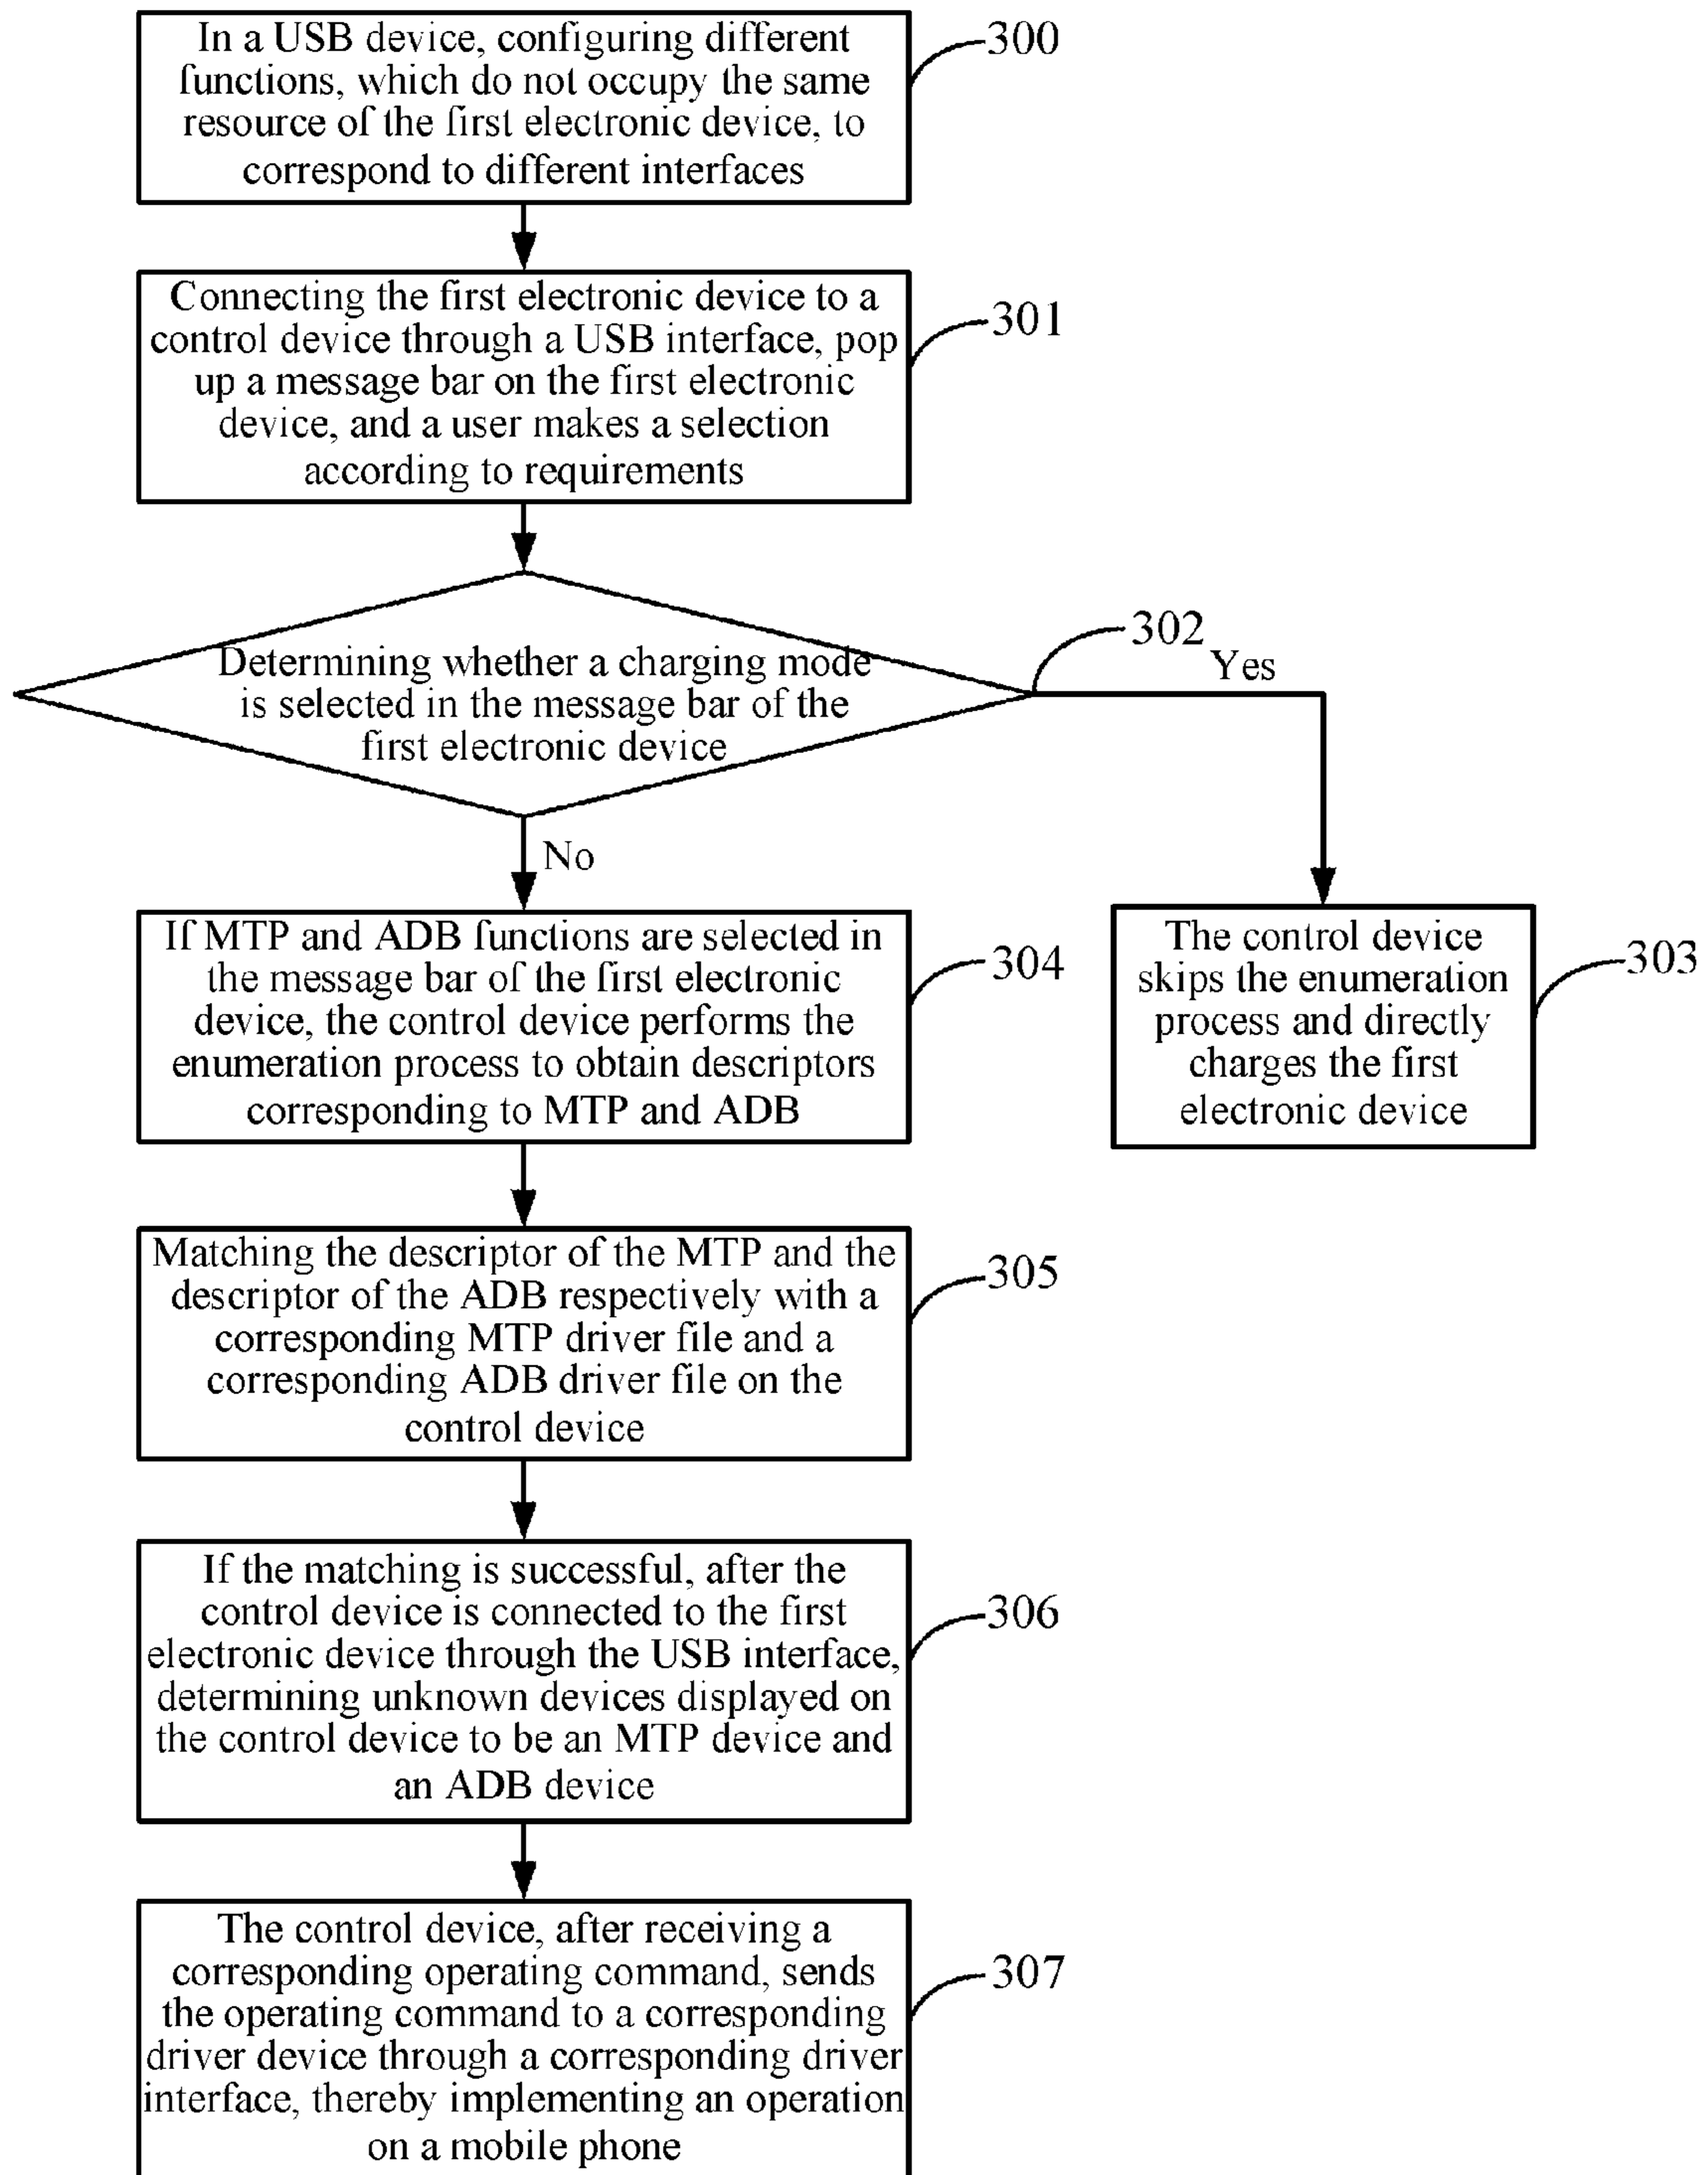 In a USB device, configuring different
functions, which do not occupy the same
resource of the first electronic device, to
correspond to different interfaces
300
Connecting the first electronic device to a
control device through a USB interface, pop
up a message bar on the first electronic
device, and a user makes a selection
according to requirements
301
Determining whether a charging mode
is selected in the message bar of the
first electronic device
302
Yes
No
If MTP and ADB functions are selected in
the message bar of the first electronic
device, the control device performs the
enumeration process to obtain descriptors
corresponding to MTP and ADB
304
The control device
skips the enumeration
process and directly
charges the first
electronic device
303
Matching the descriptor of the MTP and the
descriptor of the ADB respectively with a
corresponding MTP driver file and a
corresponding ADB driver file on the
control device
305
If the matching is successful, after the
control device is connected to the first
electronic device through the USB interface,
determining unknown devices displayed on
the control device to be an MTP device and
an ADB device
306
The control device, after receiving a
corresponding operating command, sends
the operating command to a corresponding
driver device through a corresponding driver
interface, thereby implementing an operation
on a mobile phone
307